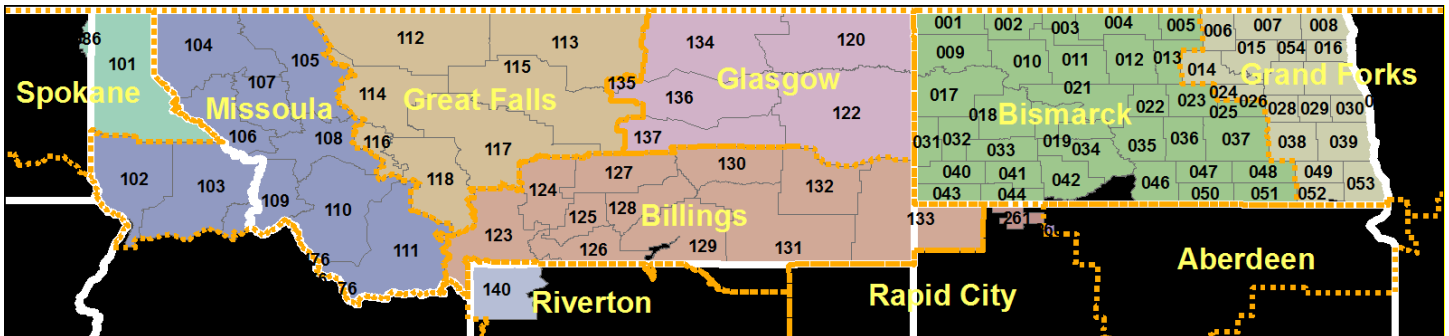 001 002 003 004 005 006 007 008
112 113 134 120
86 101 104 105 107 115 009 010 011 012 013 015 054 016
Spokane Missoula 114 Great Falls 135 136 Glasgow 122 017 021 014 Grand Forks
018 Bismarck 022 023 024 025 026 028 029 030 0
106 108 116 117 137 031 032 033 019 034 035 036 037 038 039
102 103 118 124 127 130 132 040 041 042 046 047 048 049 053
109 110 125 128 Billings 043 044 050 051 052
123 126 129 131 133 26
111
76 140 Riverton Rapid City Aberdeen
76